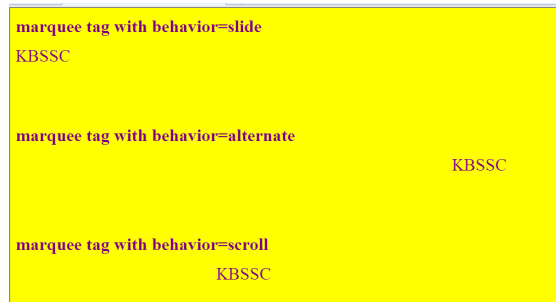 marquee tag with behavior=slide
KBSSC
marquee tag with behavior=alternate
KBSSC
marquee tag with behavior=scroll
KBSSC